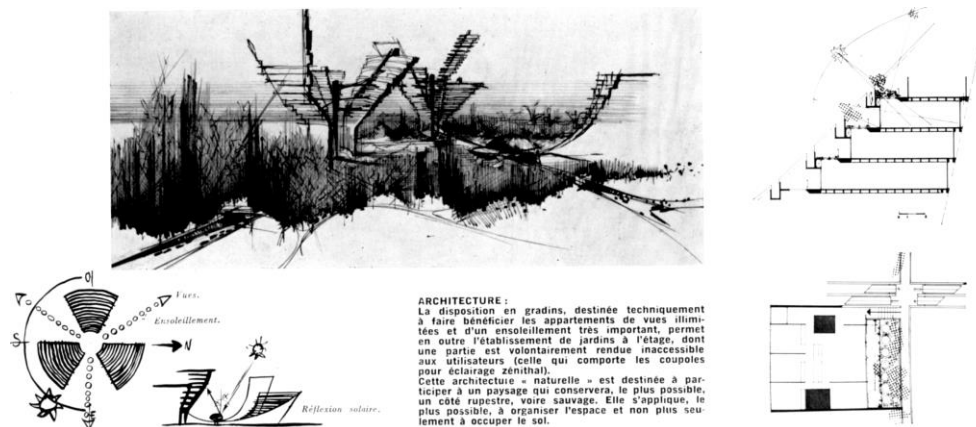 Vues.
Ensoleillement.
N
Réflexion solaire.
ARCHITECTURE :
La disposition en gradins, destinée techniquement
à faire bénéficier les appartements de vues illimi-
tées et d'un ensoleillement très important, permet
en outre l'établissement de jardins à l'étage, dont
une partie est volontairement rendue inaccessible
aux utilisateurs (celle qui comporte les coupoles
pour éclairage zénithal).
Cette architecture « naturelle » est destinée à par-
ticiper à un paysage qui conservera, le plus possible,
un côté rupestre, voire sauvage. Elle s'applique, le
plus possible, à organiser l'espace et non plus seu-
lement à occuper le sol.